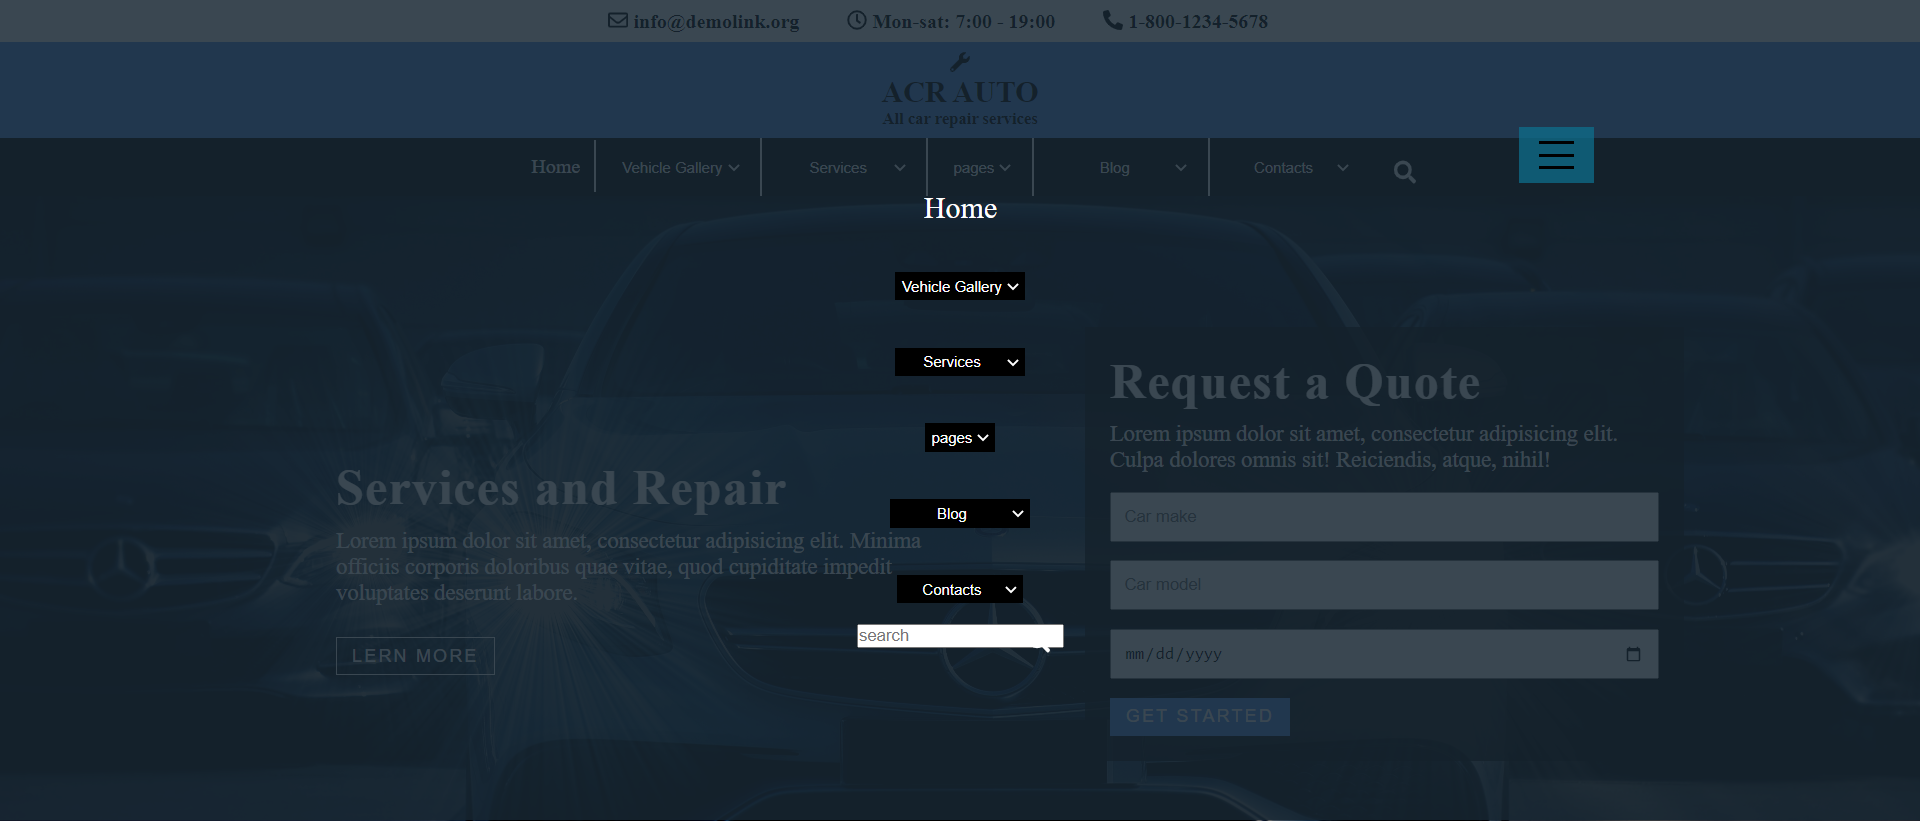 info@demolink.org
Mon-sat: 7:00 - 19:00
1-800-1234-5678
ACR AUTO
All car repair services
Home
Vehicle Gallery
Services
pages
Blog
Contacts
Home
Vehicle Gallery
Services
pages
Blog
Contacts
search
Services and Repair
Lorem ipsum dolor sit amet, consectetur adipisicing elit. Minima
officiis corporis doloribus quae vitae, quod cupiditate impedit
voluptates deserunt labore.
LERN MORE
Request a Quote
Lorem ipsum dolor sit amet, consectetur adipisicing elit.
Culpa dolores omnis sit! Reiciendis, atque, nihil!
Car make
Car model
mm/dd/yyyy
GET STARTED